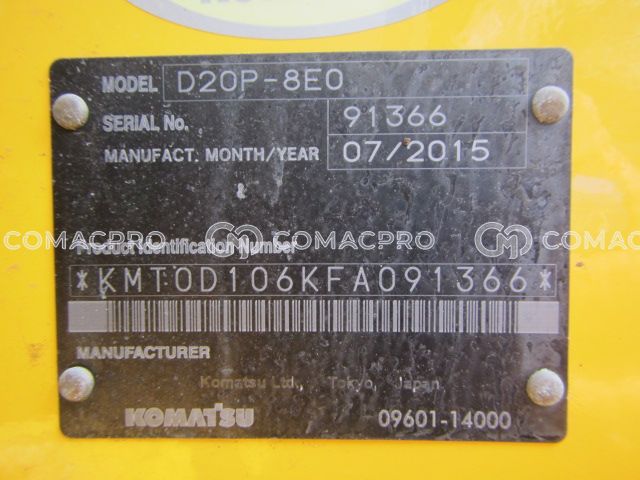 MODEL D20P-8E0
SERIAL No. 91366
MANUFACT. MONTH/YEAR 07/2015
COMACPRO COMACPRO
Product Identification Number
*KMT0D106KFA091366*
MANUFACTURER
Komatsu Ltd., Tokyo, Japan
KOMATSU 09601-14000